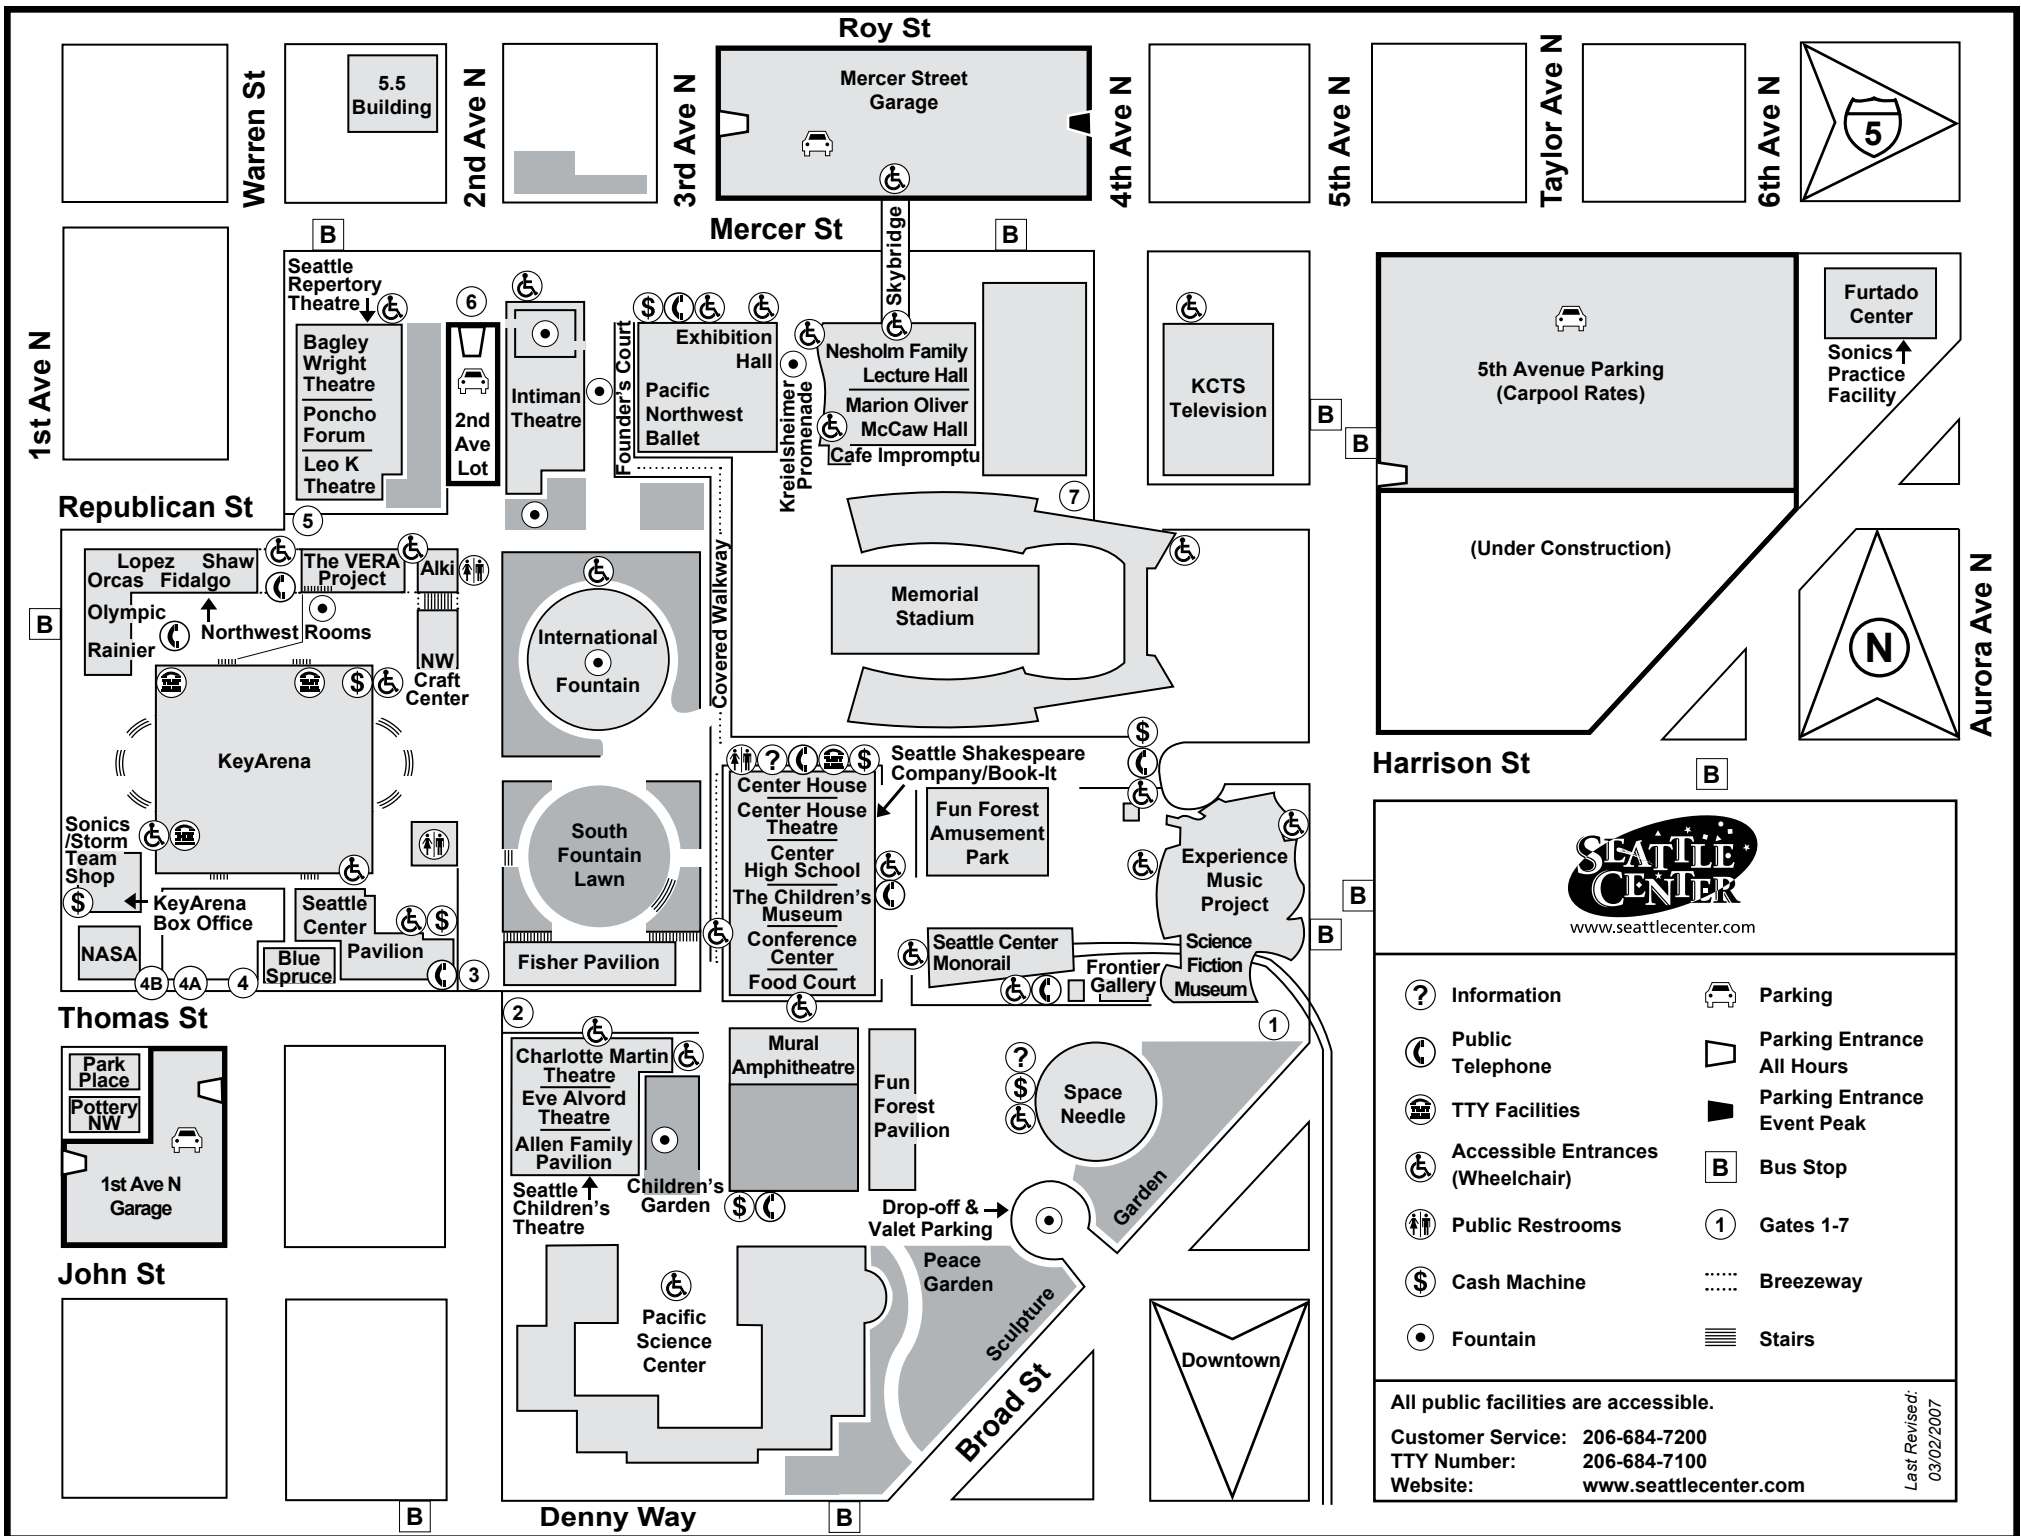 Roy St
Warren St
2nd Ave N
3rd Ave N
4th Ave N
5th Ave N
Taylor Ave N
6th Ave N
5.5
Building
Mercer Street
Garage
5
Mercer St
Skybridge
B
B
1st Ave N
Seattle
Repertory
Theatre
6
Bagley
Wright
Theatre
Poncho
Forum
Leo K
Theatre
2nd
Ave
Lot
Intiman
Theatre
Founder's Court
$
Exhibition
Hall
Pacific
Northwest
Ballet
Kreielsheimer
Promenade
Nesholm Family
Lecture Hall
Marion Oliver
McCaw Hall
Cafe Impromptu
7
KCTS
Television
B
B
5th Avenue Parking
(Carpool Rates)
Furtado
Center
Sonics
Practice
Facility
Republican St
5
Lopez Shaw
Orcas Fidalgo
Olympic
Rainier
The VERA
Project
Alki
Northwest Rooms
B
NW
Craft
Center
$
KeyArena
International
Fountain
Covered Walkway
Memorial
Stadium
(Under Construction)
N
Aurora Ave N
Harrison St
B
Sonics
/Storm
Team
Shop
$
KeyArena
Box Office
NASA
Seattle
Center
Pavilion
Blue
Spruce
$
4B
4A
4
3
South
Fountain
Lawn
Fisher Pavilion
?
$
Center House
Center House
Theatre
Center
High School
The Children's
Museum
Conference
Center
Food Court
Seattle Shakespeare
Company/Book-It
Fun Forest
Amusement
Park
$
Experience
Music
Project
Science
Fiction
Museum
Seattle Center
Monorail
Frontier
Gallery
B
B
Thomas St
2
1
Park
Place
Pottery
NW
1st Ave N
Garage
Charlotte Martin
Theatre
Eve Alvord
Theatre
Allen Family
Pavilion
Seattle
Children's
Theatre
Children's
Garden
Mural
Amphitheatre
$
Fun
Forest
Pavilion
?
$
Space
Needle
Garden
Drop-off &
Valet Parking
John St
Pacific
Science
Center
Peace
Garden
Sculpture
Broad St
Downtown
B
Denny Way
B
SEATTLE
CENTER
www.seattlecenter.com
? Information
Public
Telephone
TTY Facilities
Accessible Entrances
(Wheelchair)
Public Restrooms
$ Cash Machine
Fountain
Parking
Parking Entrance
All Hours
Parking Entrance
Event Peak
B Bus Stop
1 Gates 1-7
Breezeway
Stairs
All public facilities are accessible.
Customer Service: 206-684-7200
TTY Number: 206-684-7100
Website: www.seattlecenter.com
Last Revised:
03/02/2007